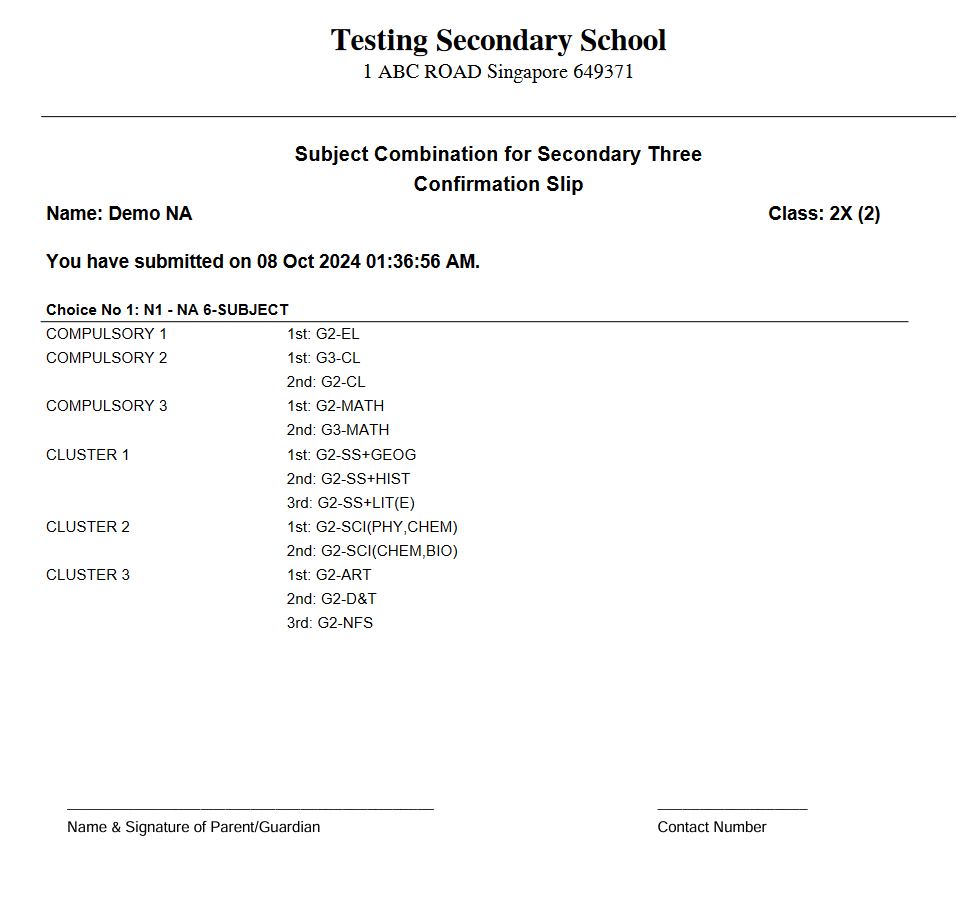 Testing Secondary School
1 ABC ROAD Singapore 649371
Subject Combination for Secondary Three
Confirmation Slip
Name: Demo NA Class: 2X (2)
You have submitted on 08 Oct 2024 01:36:56 AM.
Choice No 1: N1 - NA 6-SUBJECT
COMPULSORY 1 1st: G2-EL
COMPULSORY 2 1st: G3-CL
2nd: G2-CL
COMPULSORY 3 1st: G2-MATH
2nd: G3-MATH
CLUSTER 1 1st: G2-SS+GEOG
2nd: G2-SS+HIST
3rd: G2-SS+LIT(E)
CLUSTER 2 1st: G2-SCI(PHY,CHEM)
2nd: G2-SCI(CHEM,BIO)
CLUSTER 3 1st: G2-ART
2nd: G2-D&T
3rd: G2-NFS
Name & Signature of Parent/Guardian Contact Number